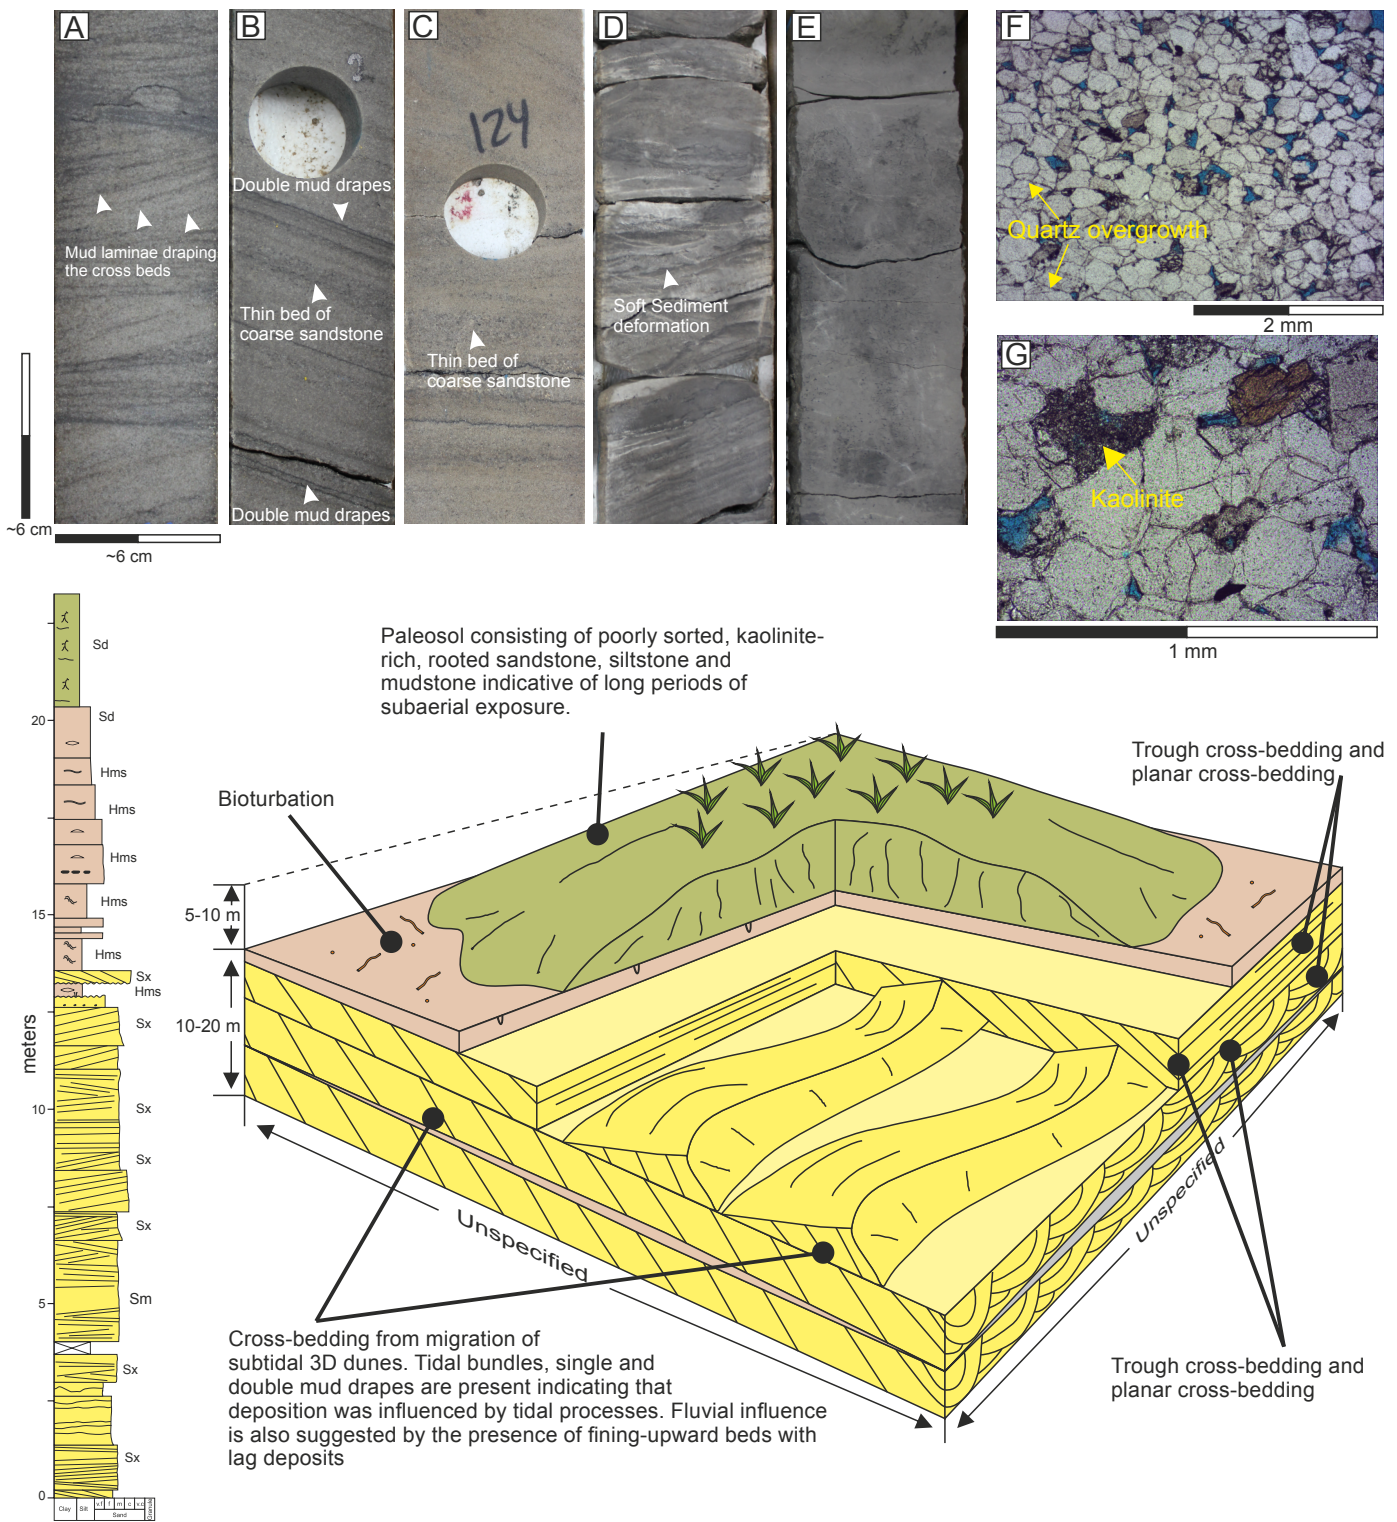 A
B
C
D
E
F
G
124
Double mud drapes
Mud laminae draping
the cross beds
Thin bed of
coarse sandstone
Double mud drapes
Thin bed of
coarse sandstone
Soft Sediment
deformation
~6 cm
~6 cm
Quartz overgrowth
2 mm
Kaolinite
1 mm
Sd
20
Sd
Hms
Hms
Hms
15
Hms
Hms
Sx
Hms
Sx
meters
10
Sx
Sx
Sx
5
Sm
Sx
Sx
0
Clay
Silt
v.f
f
m
c
v.c
Sand
Granule
Paleosol consisting of poorly sorted, kaolinite-
rich, rooted sandstone, siltstone and
mudstone indicative of long periods of
subaerial exposure.
Bioturbation
Trough cross-bedding and
planar cross-bedding
5-10 m
10-20 m
Unspecified
Unspecified
Cross-bedding from migration of
subtidal 3D dunes. Tidal bundles, single and
double mud drapes are present indicating that
deposition was influenced by tidal processes. Fluvial influence
is also suggested by the presence of fining-upward beds with
lag deposits
Trough cross-bedding and
planar cross-bedding